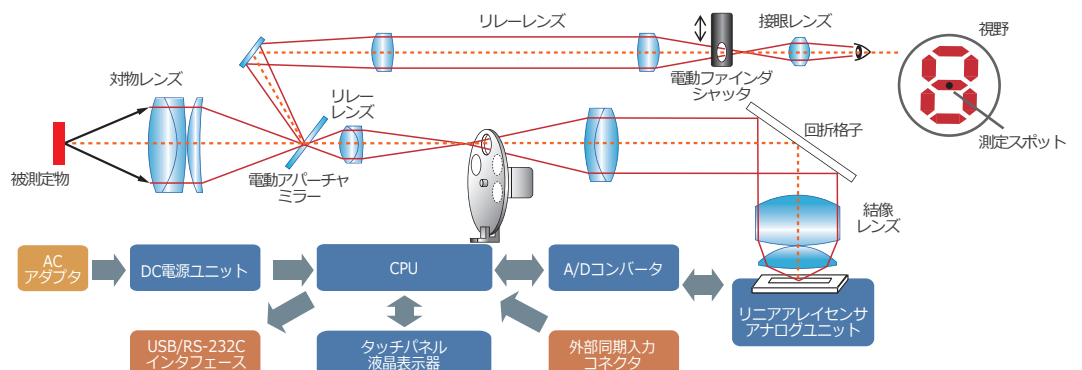 リレーレンズ
接眼レンズ
視野
対物レンズ
リレー
レンズ
電動ファインダ
シャッタ
回折格子
測定スポット
被測定物
電動アパーチャ
ミラー
結像
レンズ
AC
アダプタ
DC電源ユニット
CPU
A/Dコンバータ
リニアアレイセンサ
アナログユニット
USB/RS-232C
インタフェース
タッチパネル
液晶表示器
外部同期入力
コネクタ